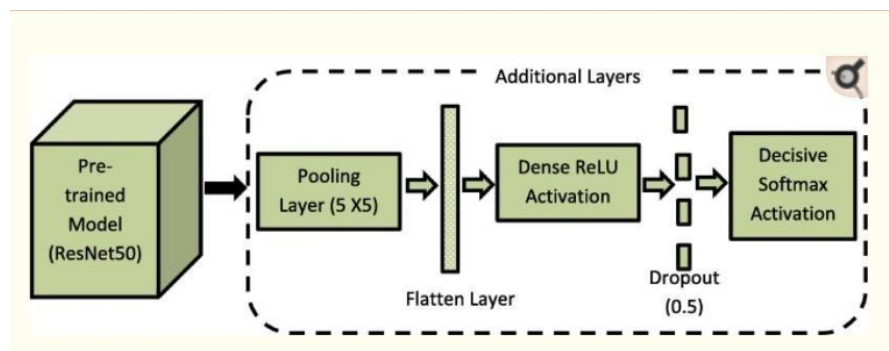 Additional Layers
Pre-
trained
Model
(ResNet50)
Pooling
Layer (5 X5)
Flatten Layer
Dense ReLU
Activation
Dropout
(0.5)
Decisive
Softmax
Activation